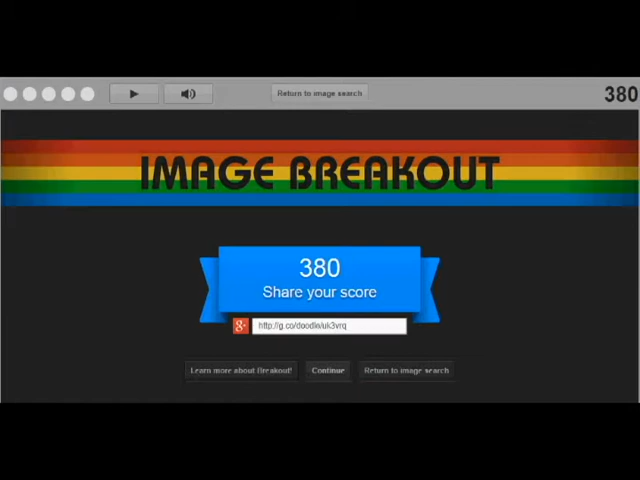 Return to image search
380
IMAGE BREAKOUT
380
Share your score
g+
http://g.co/doodle/uk3vrq
Learn more about Breakout!
Continue
Return to image search